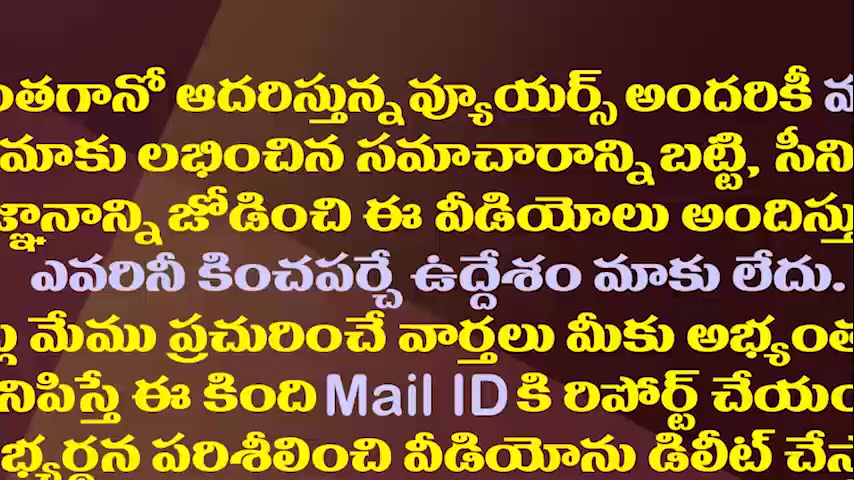 ఎంతగానో ఆదరిస్తున్న వ్యూయర్స్ అందరికీ
మాకు లభించిన సమాచారాన్ని బట్టి, సీని
జ్ఞానాన్ని జోడించి ఈ వీడియోలు అందిస్తు
ఎవరినీ కించపర్చే ఉద్దేశం మాకు లేదు.
మేము ప్రచురించే వార్తలు మీకు అభ్యంత
నిపిస్తే ఈ కింది Mail ID కి రిపోర్ట్ చేయం
భ్యర్థన పరిశీలించి వీడియోను డిలీట్ చేస